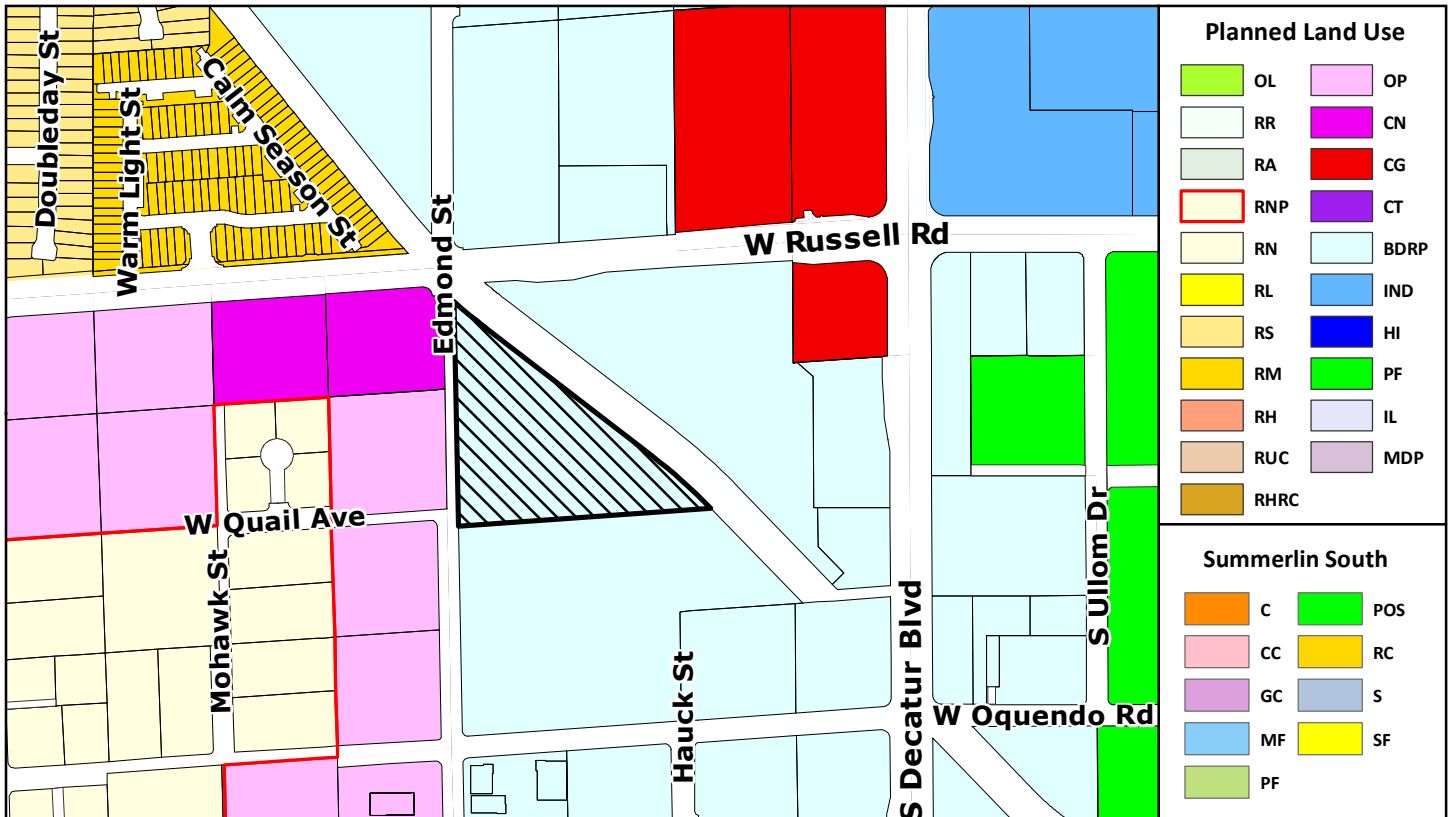 Doubleday St
Warm Light St
Calm Season St
Edmond St
W Russell Rd
W Quail Ave
Mohawk St
Hauck St
S Decatur Blvd
S Ullom Dr
W Oquendo Rd
Planned Land Use
OL
RR
RA
RNP
RN
RL
RS
RM
RH
RUC
RHRC
OP
CN
CG
CT
BDRP
IND
HI
PF
IL
MDP
Summerlin South
C
CC
GC
MF
PF
POS
RC
S
SF